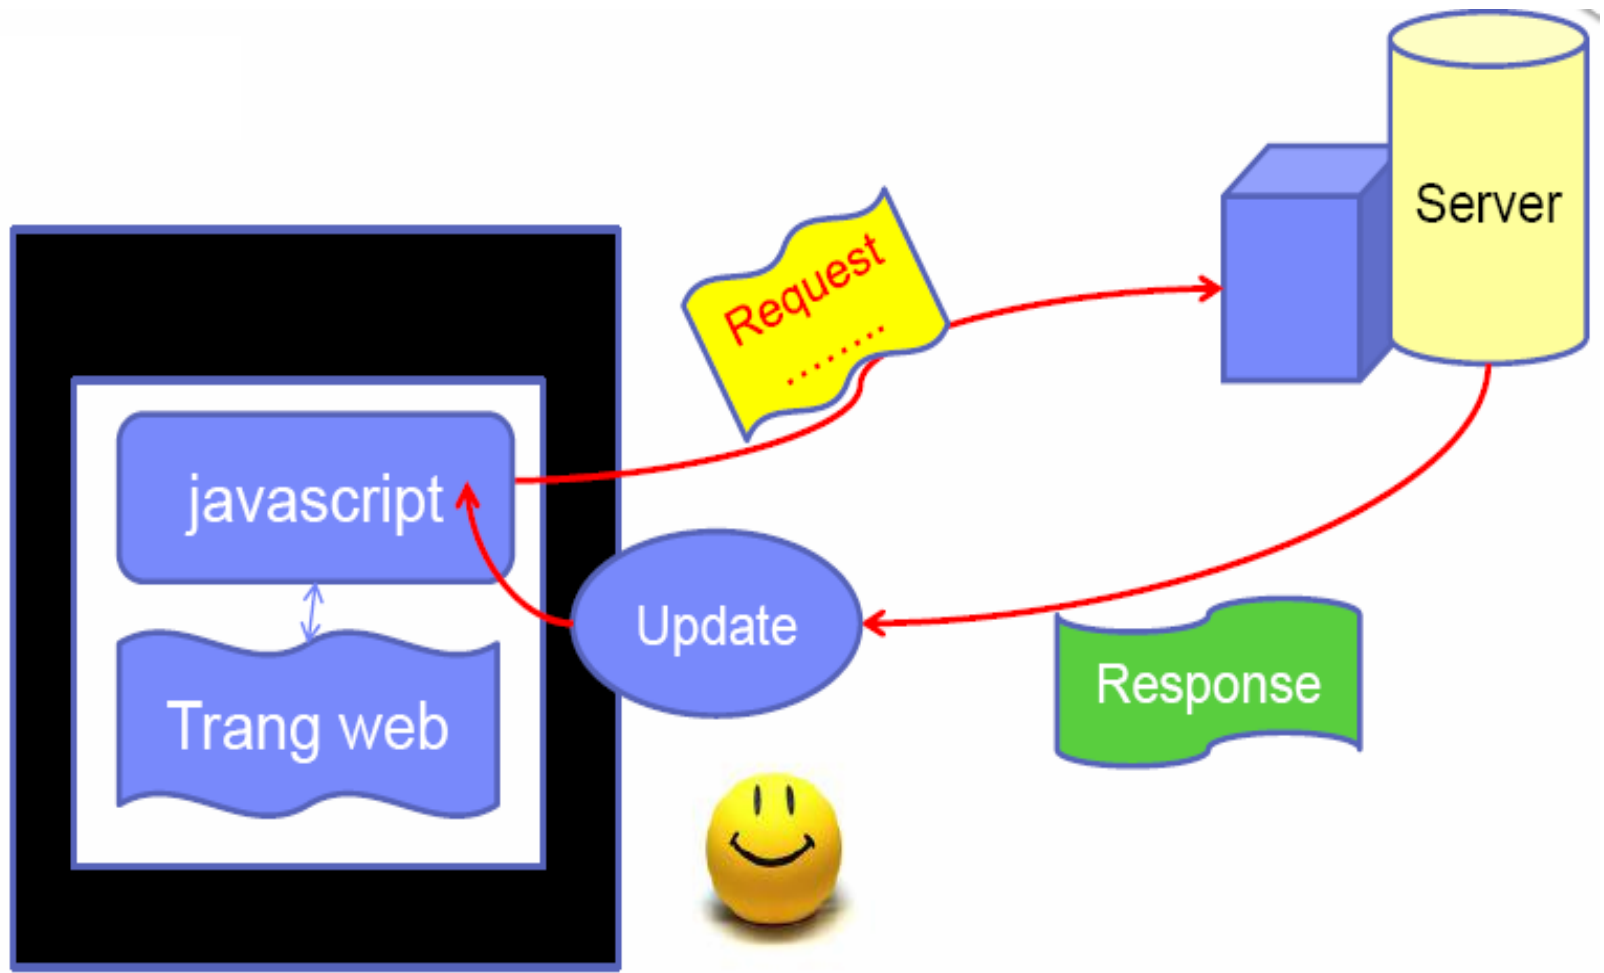 Server
Request
........
javascript
Update
Response
Trang web